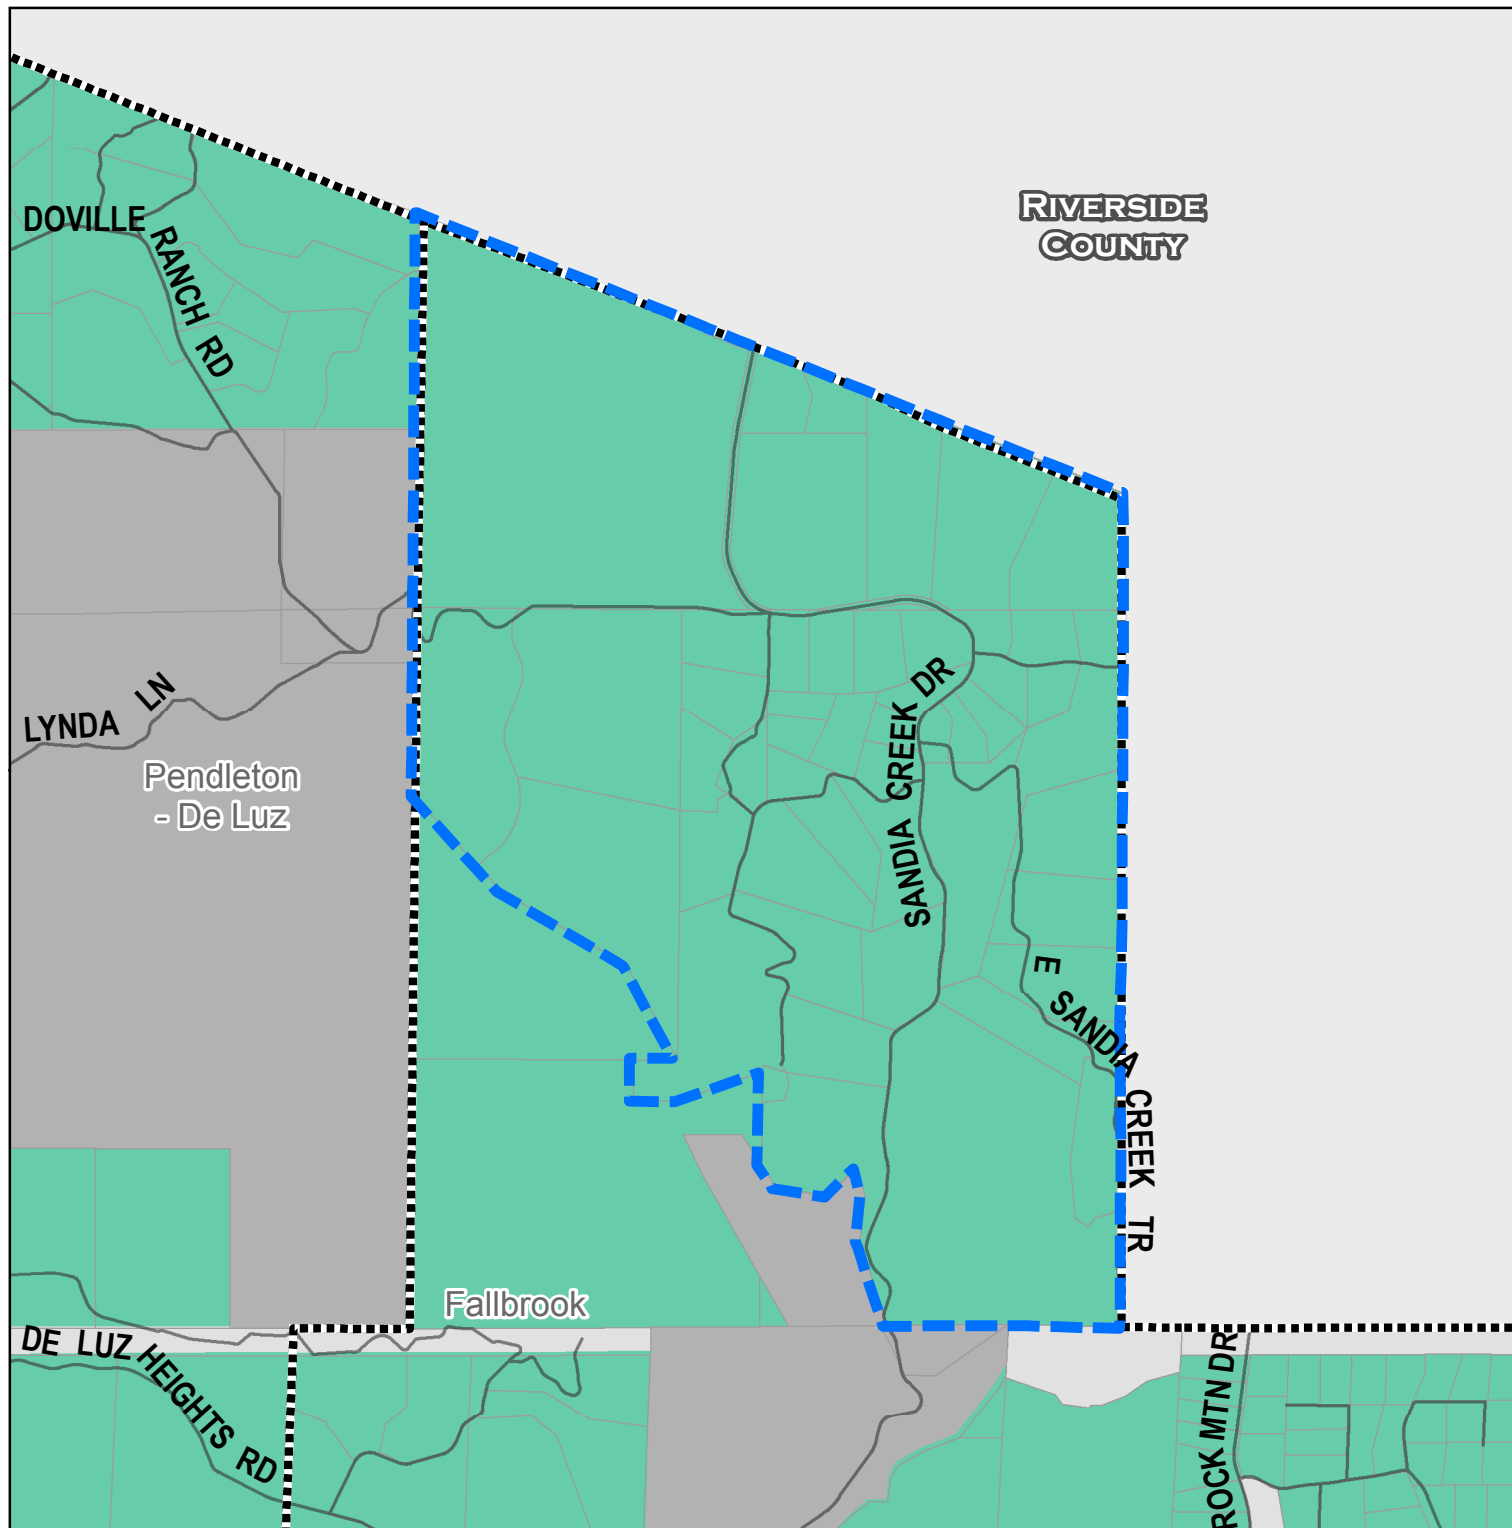 RIVERSIDE
COUNTY
DOVILLE
RANCH RD
LYNDA LN
Pendleton
- De Luz
SANDIA CREEK DR
E SANDIA CREEK TR
Fallbrook
DE LUZ HEIGHTS RD
ROCK MTN DR